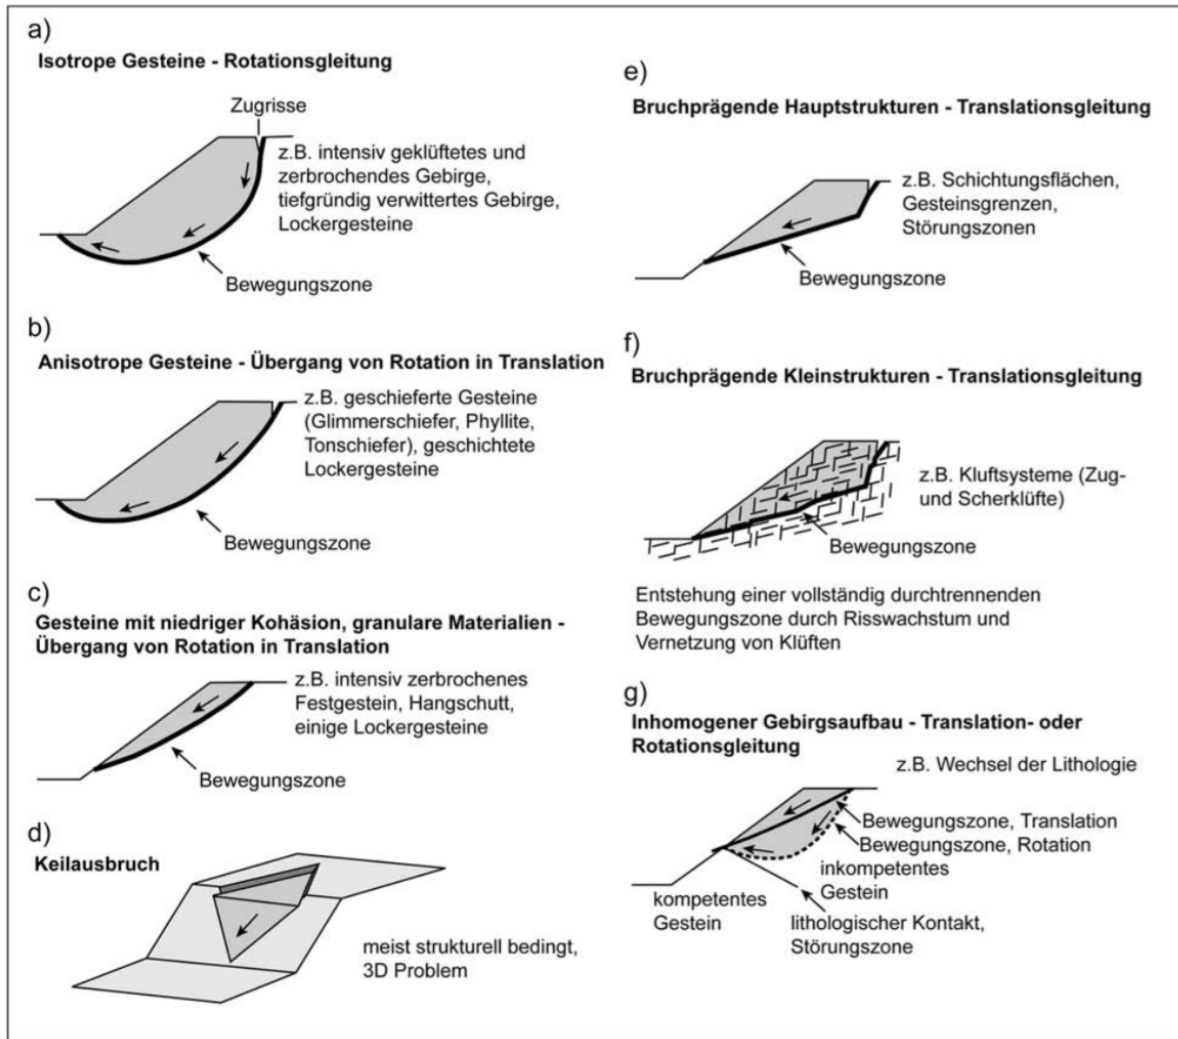 a)
Isotrope Gesteine - Rotationsgleitung
Zugrisse
z.B. intensiv geklüftetes und
zerbrochendes Gebirge,
tiefgründig verwittertes Gebirge,
Lockergesteine
Bewegungszone
b)
Anisotrope Gesteine - Übergang von Rotation in Translation
z.B. geschieferte Gesteine
(Glimmerschiefer, Phyllite,
Tonschiefer), geschichtete
Lockergesteine
Bewegungszone
c)
Gesteine mit niedriger Kohäsion, granulare Materialien -
Übergang von Rotation in Translation
z.B. intensiv zerbrochenes
Festgestein, Hangschutt,
einige Lockergesteine
Bewegungszone
d)
Keilausbruch
meist strukturell bedingt,
3D Problem
e)
Bruchprägende Hauptstrukturen - Translationsgleitung
z.B. Schichtungsflächen,
Gesteinsgrenzen,
Störungszonen
Bewegungszone
f)
Bruchprägende Kleinstrukturen - Translationsgleitung
z.B. Kluftsysteme (Zug-
und Scherklüfte)
Bewegungszone
Entstehung einer vollständig durchtrennenden
Bewegungszone durch Risswachstum und
Vernetzung von Klüften
g)
Inhomogener Gebirgsaufbau - Translation- oder
Rotationsgleitung
z.B. Wechsel der Lithologie
Bewegungszone, Translation
Bewegungszone, Rotation
inkompetentes
Gestein
kompetentes
Gestein
lithologischer Kontakt,
Störungszone